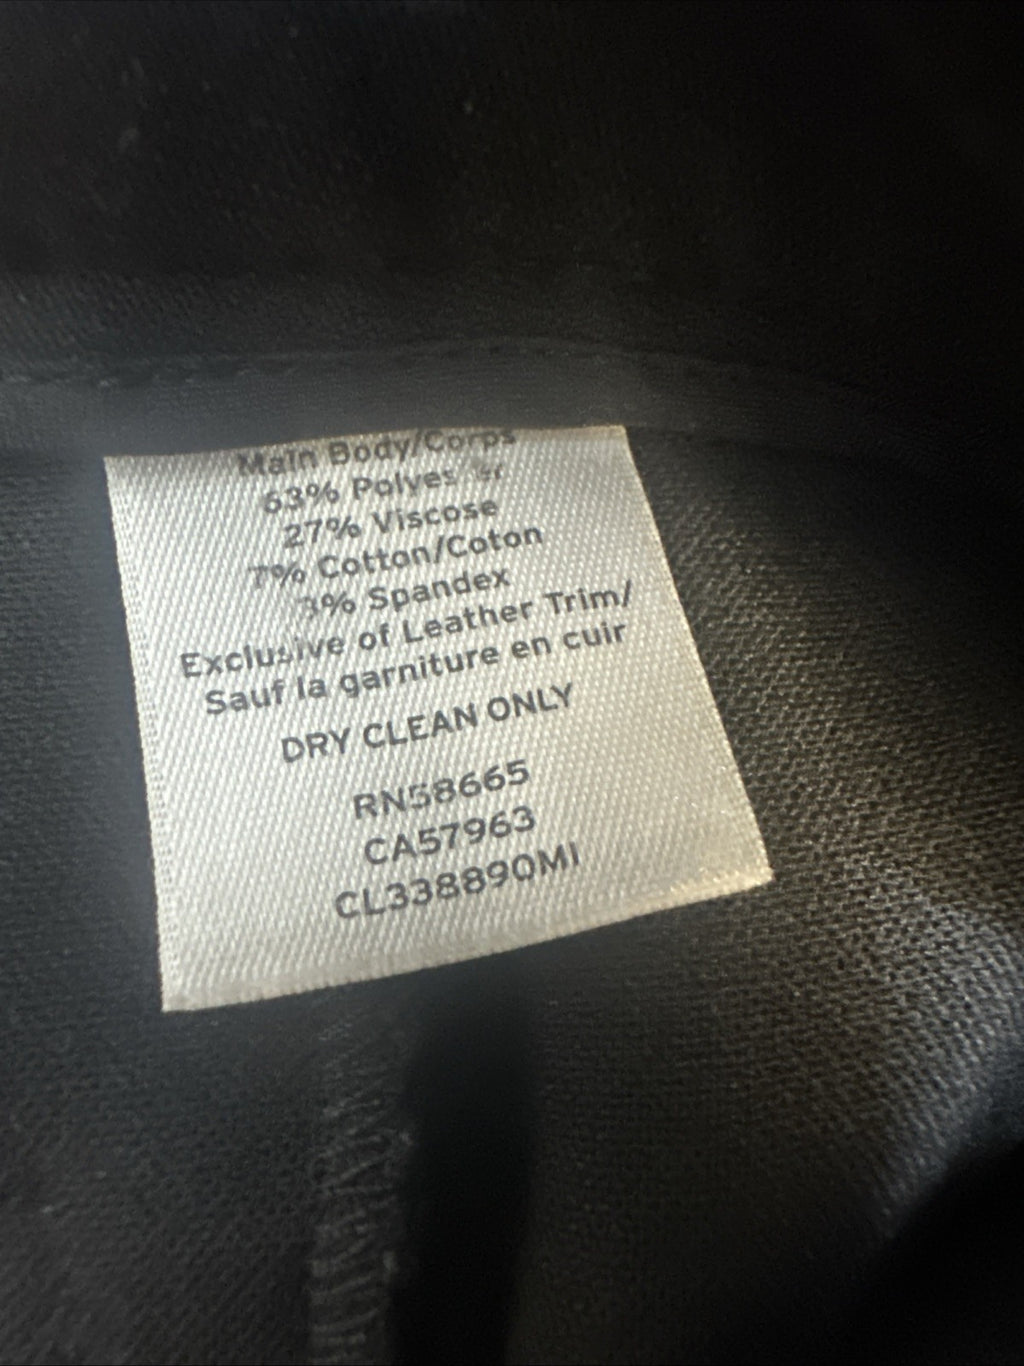 Main Body/Corps
63% Polyester
27% Viscose
7% Cotton/Coton
3% Spandex
Exclusive of Leather Trim/
Sauf la garniture en cuir
DRY CLEAN ONLY
RN58665
CA57963
CL338890MI